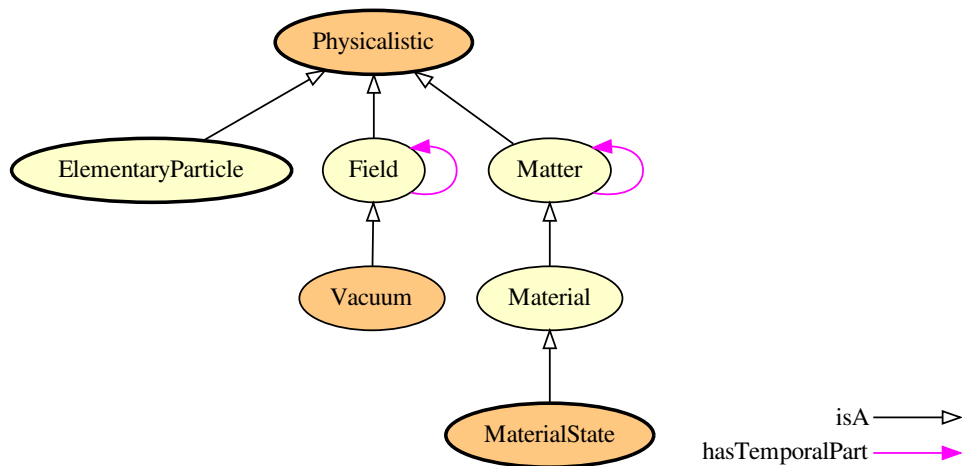 Physicalistic
ElementaryParticle
Field
Matter
Vacuum
Material
MaterialState
isA
hasTemporalPart